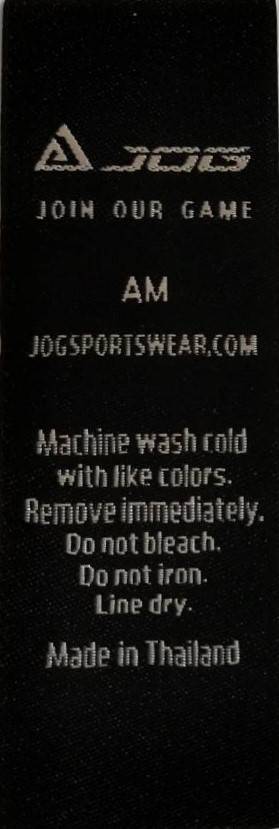 JOG
JOIN OUR GAME
AM
JOGSPORTSWEAR.COM
Machine wash cold
with like colors.
Remove immediately.
Do not bleach.
Do not iron.
Line dry.
Made in Thailand